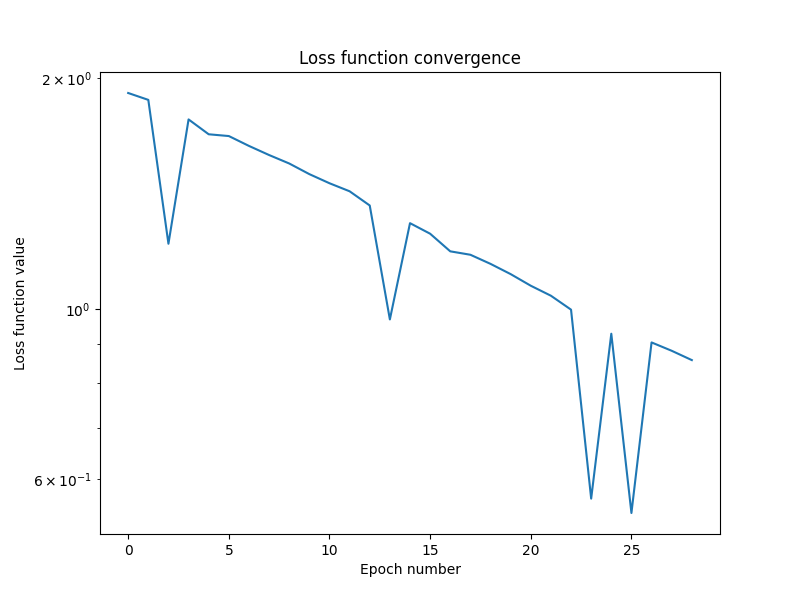 Loss function convergence
Loss function value
2 × 10⁰
10⁰
6 × 10⁻¹
0 5 10 15 20 25
Epoch number